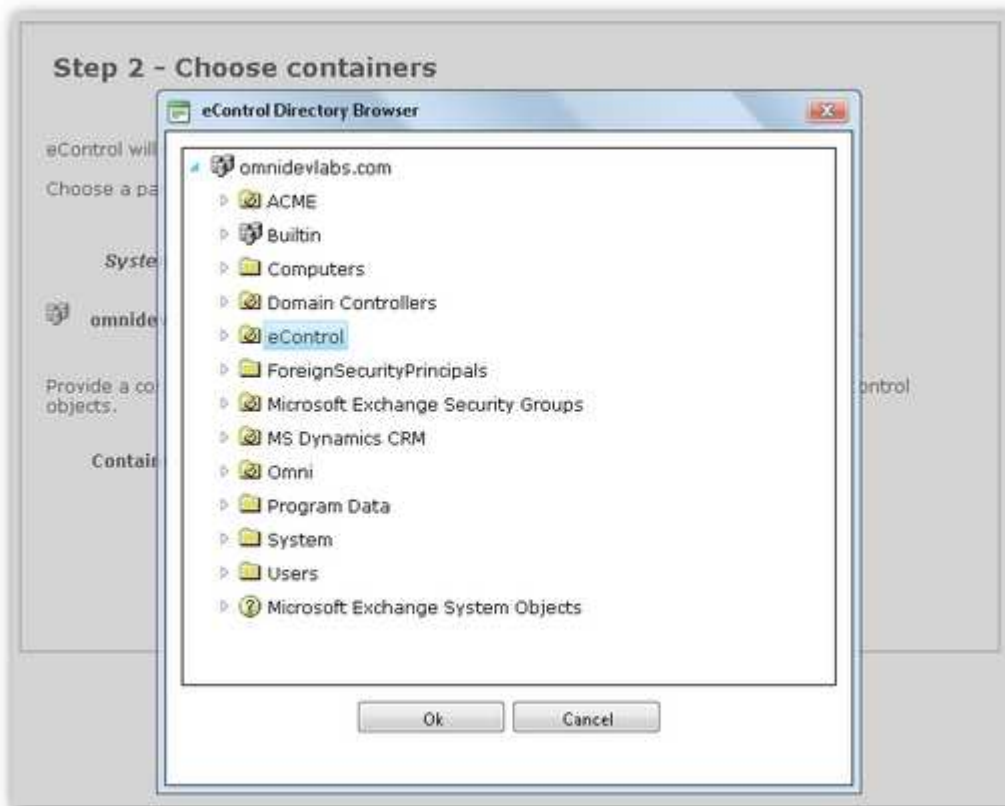 Step 2 - Choose containers
eControl Directory Browser
eControl will
omnidevlabs.com
Choose a pa
ACME
Builtin
Syste
Computers
Domain Controllers
omnide
eControl
ForeignSecurityPrincipals
Provide a co
ontrol
objects.
Microsoft Exchange Security Groups
MS Dynamics CRM
Contain
Omni
Program Data
System
Users
Microsoft Exchange System Objects
Ok
Cancel